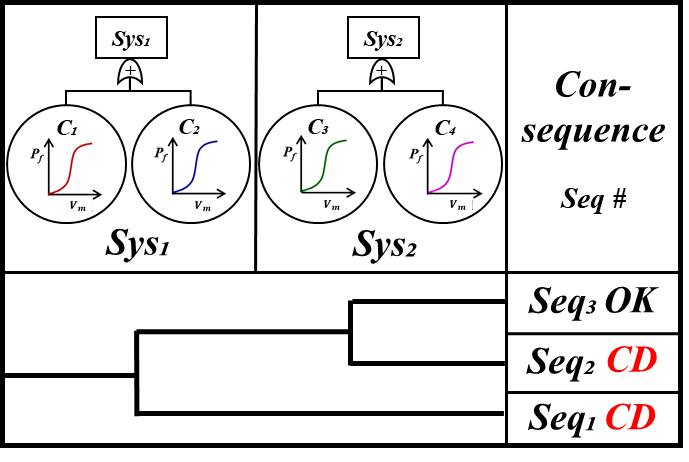 Sys₁
+
C₁
P_f
V_m
C₂
P_f
V_m
Sys₁
Sys₂
+
C₃
P_f
V_m
C₄
P_f
V_m
Sys₂
Con-
sequence
Seq #
Seq₃ OK
Seq₂ CD
Seq₁ CD